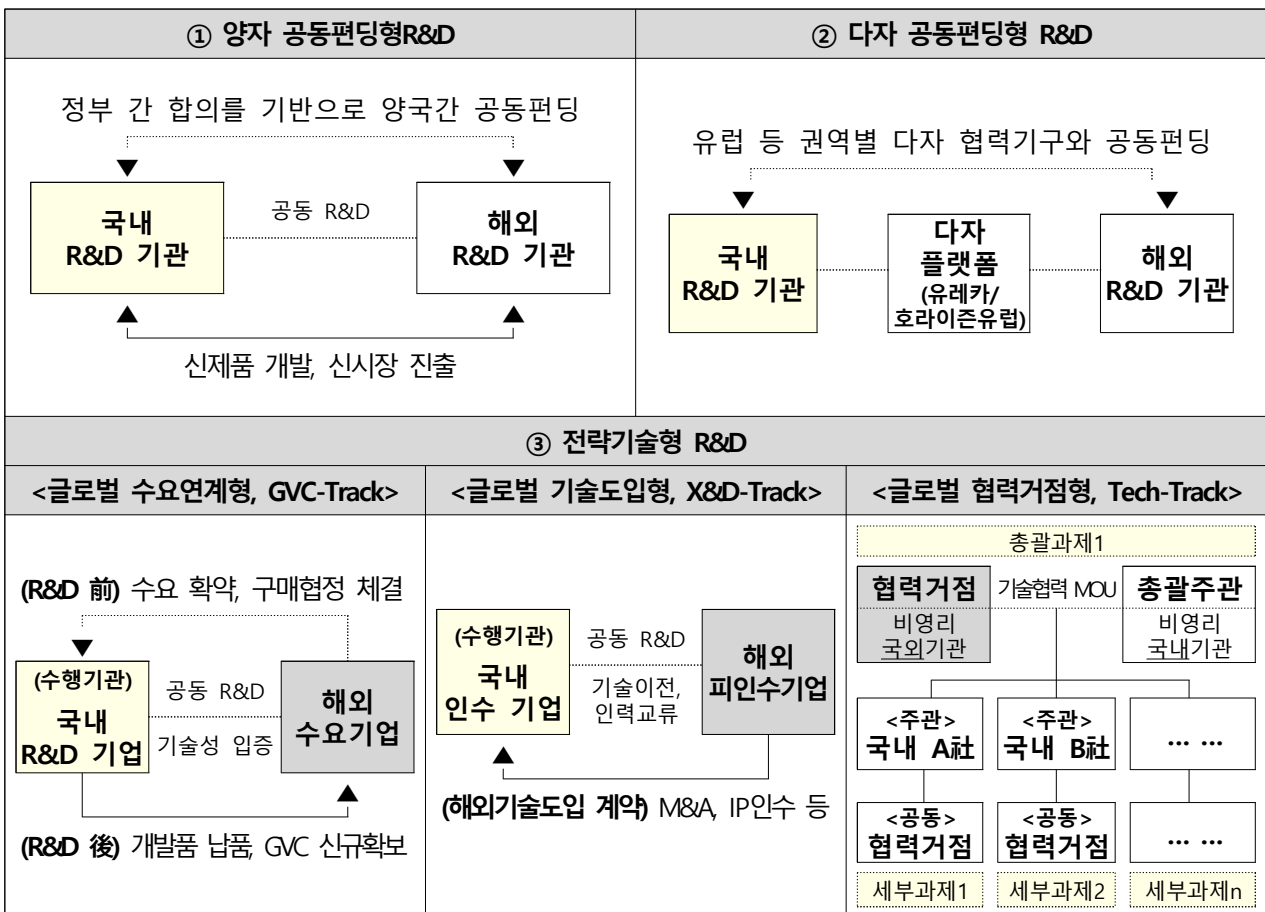 ① 양자 공동펀딩형R&D
정부 간 합의를 기반으로 양국간 공동펀딩
국내
R&D 기관
공동 R&D
해외
R&D 기관
신제품 개발, 신시장 진출
② 다자 공동펀딩형 R&D
유럽 등 권역별 다자 협력기구와 공동펀딩
국내
R&D 기관
다자
플랫폼
(유레카/
호라이즌유럽)
해외
R&D 기관
③ 전략기술형 R&D
<글로벌 수요연계형, GVC-Track>
(R&D 前) 수요 확약, 구매협정 체결
(수행기관)
국내
R&D 기업
공동 R&D
기술성 입증
해외
수요기업
(R&D 後) 개발품 납품, GVC 신규확보
<글로벌 기술도입형, X&D-Track>
(수행기관)
국내
인수 기업
공동 R&D
기술이전,
인력교류
해외
피인수기업
(해외기술도입 계약) M&A, IP인수 등
<글로벌 협력거점형, Tech-Track>
총괄과제1
협력거점
비영리
국외기관
기술협력 MOU
총괄주관
비영리
국내기관
<주관>
국내 A社
<주관>
국내 B社
... ...
<공동>
협력거점
<공동>
협력거점
... ...
세부과제1
세부과제2
세부과제n